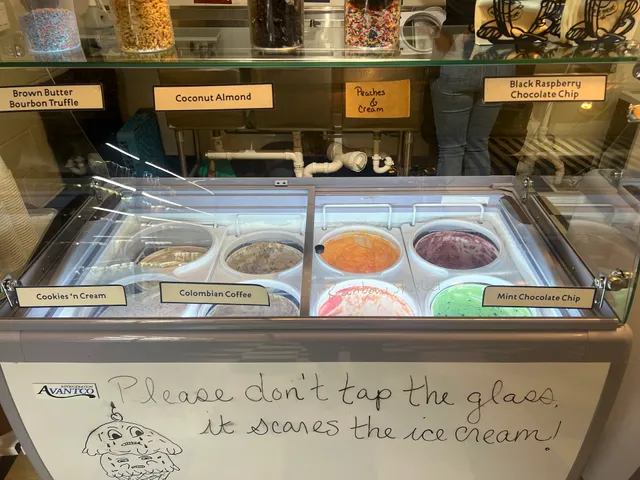 Brown Butter
Bourbon Truffle
Coconut Almond
Peaches
&
Cream
Black Raspberry
Chocolate Chip
Cookies 'n Cream
Colombian Coffee
Mint Chocolate Chip
REFRIGERATION
AVANTCO
Please don't tap the glass,
it scares the ice cream!